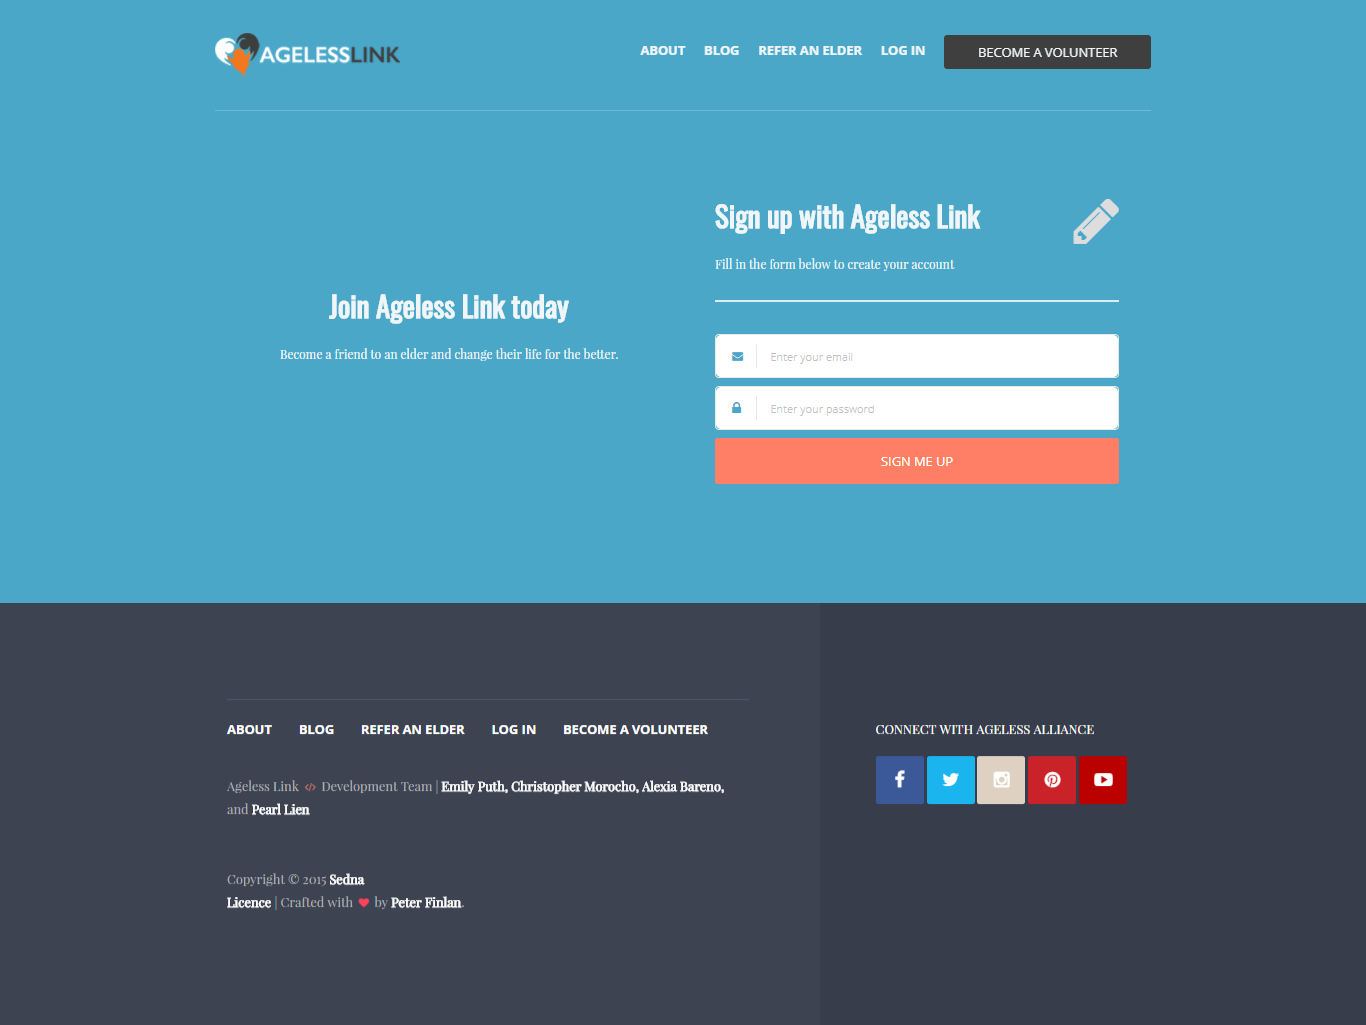 AGELESSLINK
ABOUT BLOG REFER AN ELDER LOG IN BECOME A VOLUNTEER
Join Ageless Link today
Become a friend to an elder and change their life for the better.
Sign up with Ageless Link
Fill in the form below to create your account
Enter your email
Enter your password
SIGN ME UP
ABOUT BLOG REFER AN ELDER LOG IN BECOME A VOLUNTEER
Ageless Link </> Development Team | Emily Puth, Christopher Morocho, Alexia Bareno,
and Pearl Lien
Copyright © 2015 Sedna
Licence | Crafted with ♥ by Peter Finlan.
CONNECT WITH AGELESS ALLIANCE